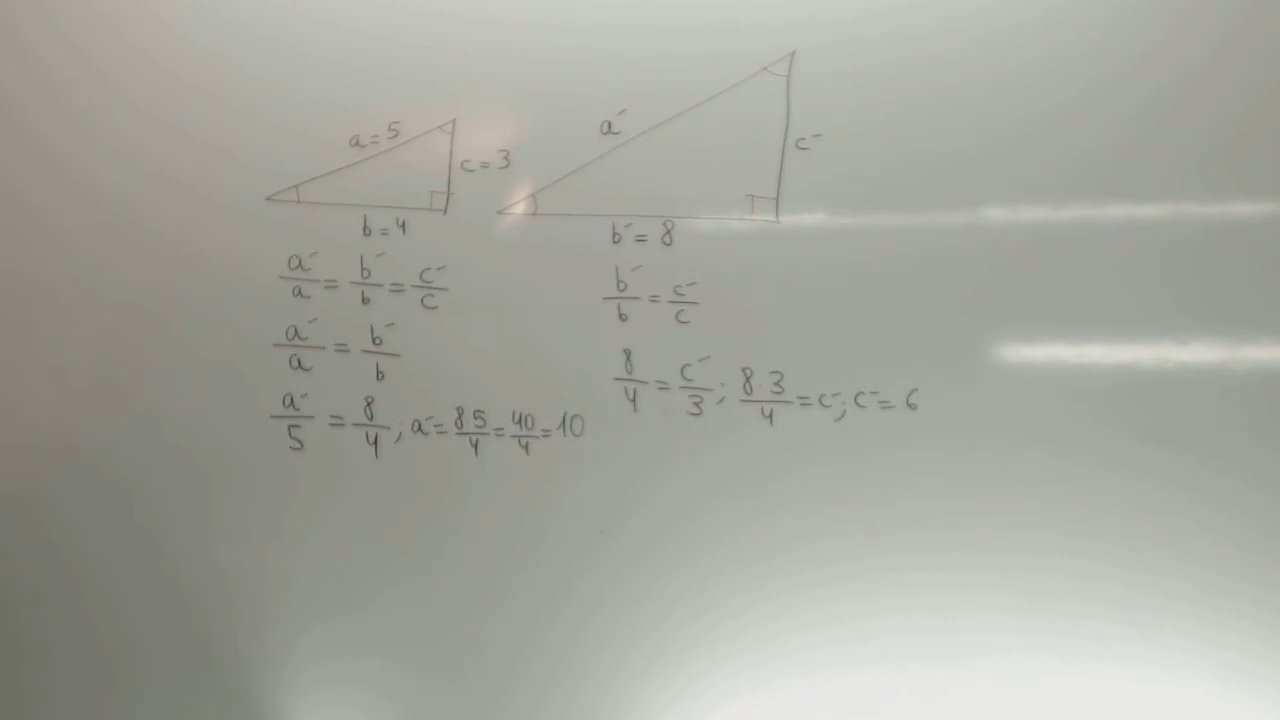 a = 5
c = 3
b = 4
a′
c′
b′ = 8
a′/a = b′/b = c′/c
a′/a = b′/b
a′/5 = 8/4 ; a′ = 8·5/4 = 40/4 = 10
b′/b = c′/c
8/4 = c′/3 ; 8·3/4 = c′ ; c′ = 6